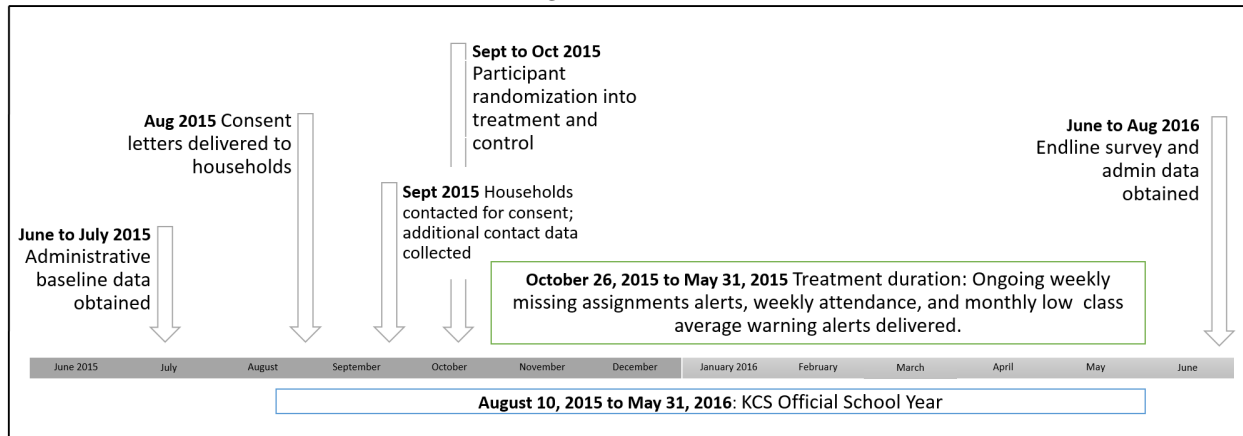 Sept to Oct 2015
Participant
randomization into
treatment and
control
Aug 2015 Consent
letters delivered to
households
June to Aug 2016
Endline survey and
admin data
obtained
Sept 2015 Households
contacted for consent;
additional contact data
collected
June to July 2015
Administrative
baseline data
obtained
October 26, 2015 to May 31, 2015 Treatment duration: Ongoing weekly
missing assignments alerts, weekly attendance, and monthly low class
average warning alerts delivered.
June 2015 July August September October November December January 2016 February March April May June
August 10, 2015 to May 31, 2016: KCS Official School Year